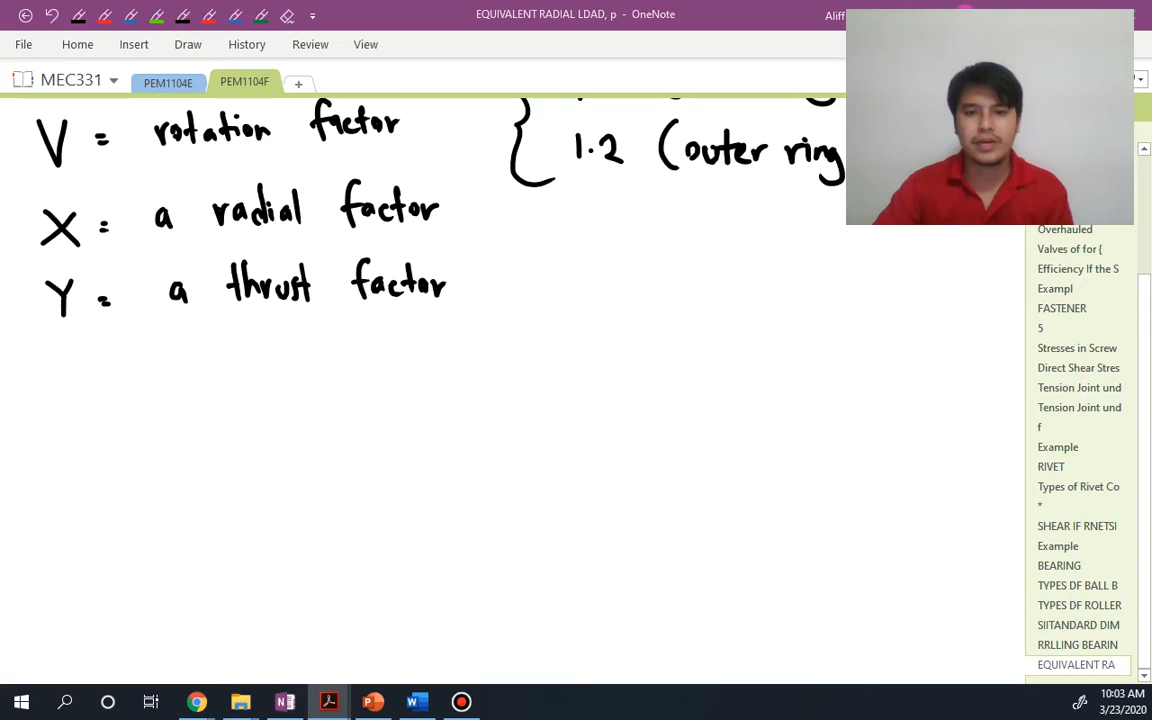 EQUIVALENT RADIAL LDAD, p - OneNote
Aliff
File Home Insert Draw History Review View
MEC331 PEM1104E PEM1104F +
V = rotation factor
1.2 (outer ring
X = a radial factor
Y = a thrust factor
Overhauled
Valves of for {
Efficiency If the S
Exampl
FASTENER
5
Stresses in Screw
Direct Shear Stres
Tension Joint und
Tension Joint und
f
Example
RIVET
Types of Rivet Co
*
SHEAR IF RNETSI
Example
BEARING
TYPES DF BALL B
TYPES DF ROLLER
SIITANDARD DIM
RRLLING BEARIN
EQUIVALENT RA
10:03 AM
3/23/2020